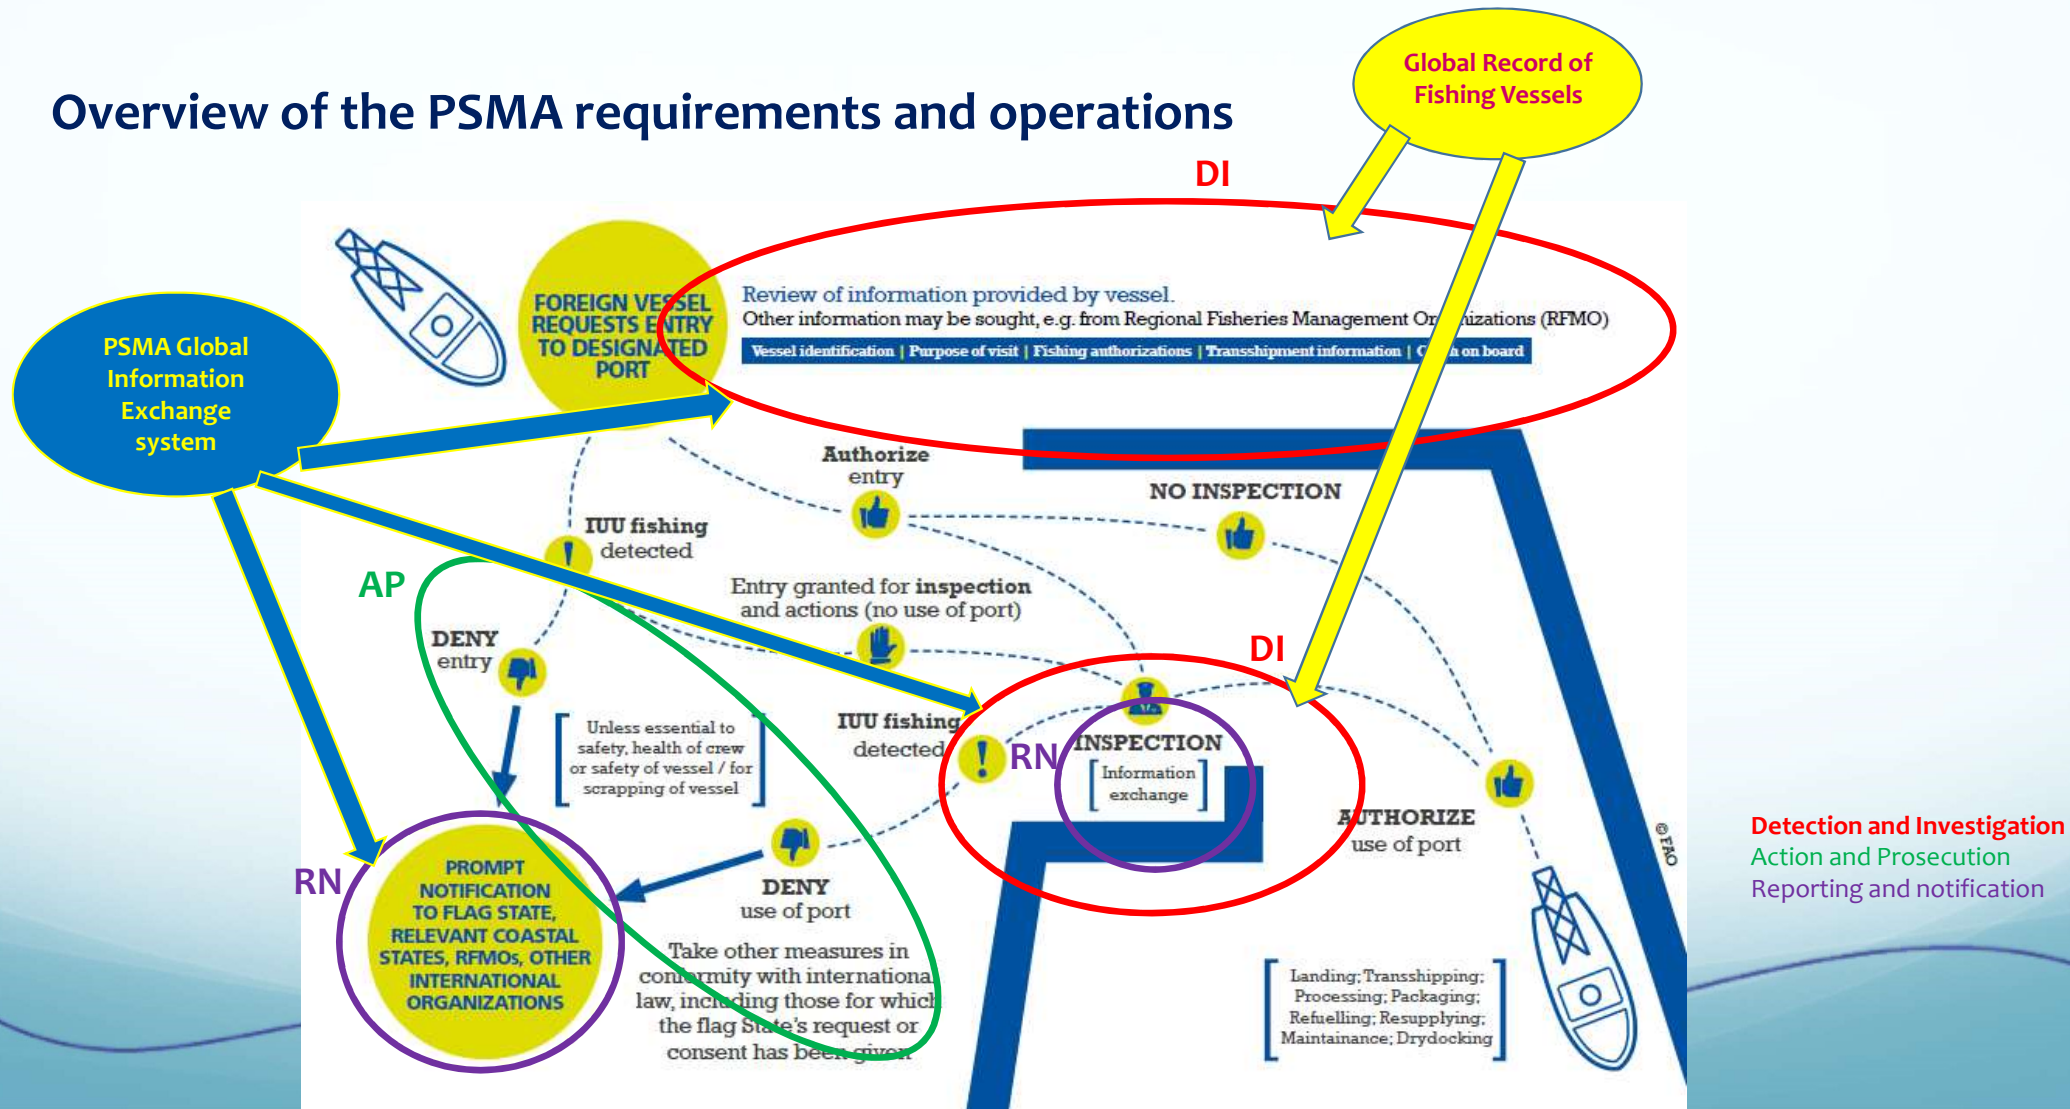 Global Record of
Fishing Vessels
Overview of the PSMA requirements and operations
DI
FOREIGN VESSEL
REQUESTS ENTRY
TO DESIGNATED
PORT
Review of information provided by vessel.
Other information may be sought, e.g. from Regional Fisheries Management Organizations (RFMO)
Vessel identification | Purpose of visit | Fishing authorizations | Transshipment information | Catch on board
PSMA Global
Information
Exchange
system
Authorize
entry
NO INSPECTION
IUU fishing
detected
AP
Entry granted for inspection
and actions (no use of port)
DENY
entry
DI
Unless essential to
safety, health of crew
or safety of vessel / for
scrapping of vessel
IUU fishing
detected
RN
INSPECTION
Information
exchange
AUTHORIZE
use of port
© FAO
Detection and Investigation
Action and Prosecution
Reporting and notification
RN
PROMPT
NOTIFICATION
TO FLAG STATE,
RELEVANT COASTAL
STATES, RFMOs, OTHER
INTERNATIONAL
ORGANIZATIONS
DENY
use of port
Take other measures in
conformity with international
law, including those for which
the flag State's request or
consent has been given
Landing; Transshipping;
Processing; Packaging;
Refuelling; Resupplying;
Maintainance; Drydocking